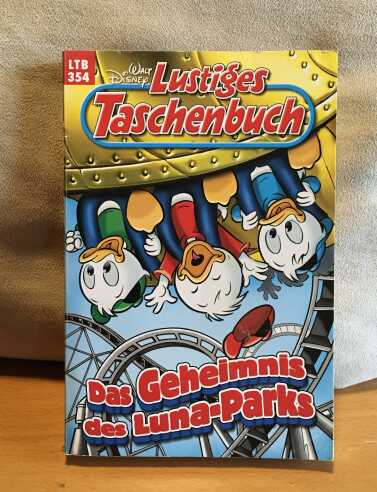 LTB
354
WALT
DISNEY
Lustiges
Taschenbuch
Das Geheimnis
des Luna-Parks